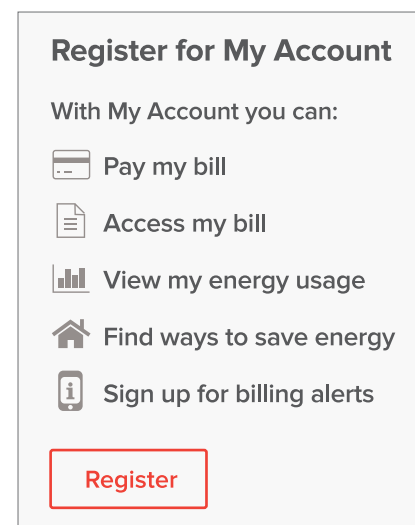 Register for My Account
With My Account you can:
Pay my bill
Access my bill
View my energy usage
Find ways to save energy
Sign up for billing alerts
Register